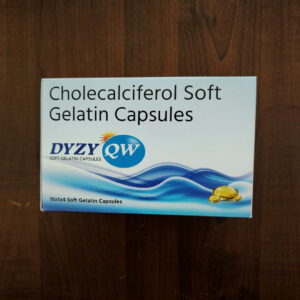 Cholecalciferol Soft
Gelatin Capsules
DYZY QW
SOFT GELATIN CAPSULES
10x1x4 Soft Gelatin Capsules